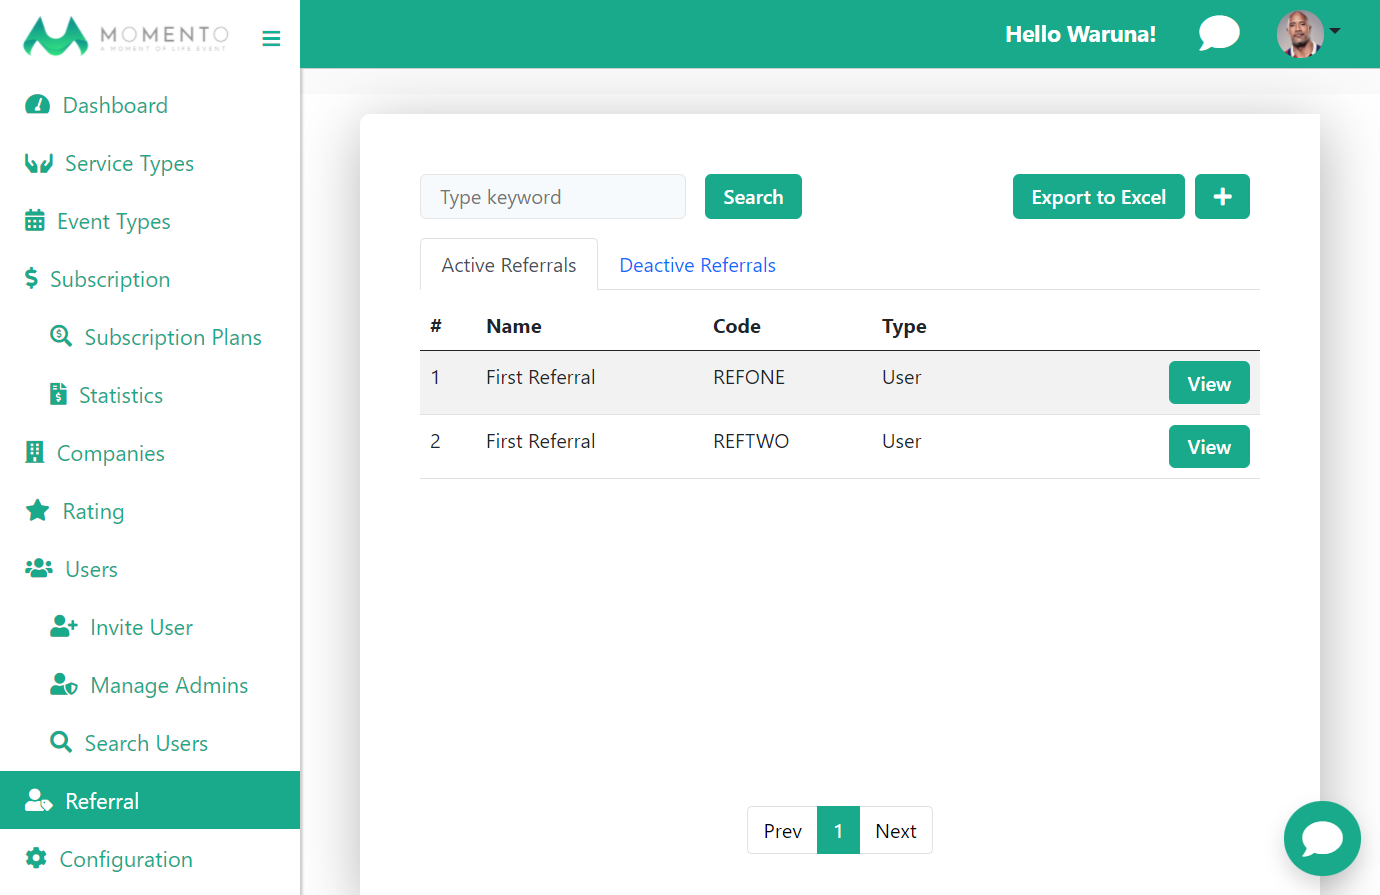 MOMENTO
A MOMENT OF LIFE EVENT
Hello Waruna!
Dashboard
Service Types
Event Types
Subscription
Subscription Plans
Statistics
Companies
Rating
Users
Invite User
Manage Admins
Search Users
Referral
Configuration
Type keyword Search Export to Excel +
Active Referrals Deactive Referrals
# Name Code Type
1 First Referral REFONE User View
2 First Referral REFTWO User View
Prev 1 Next